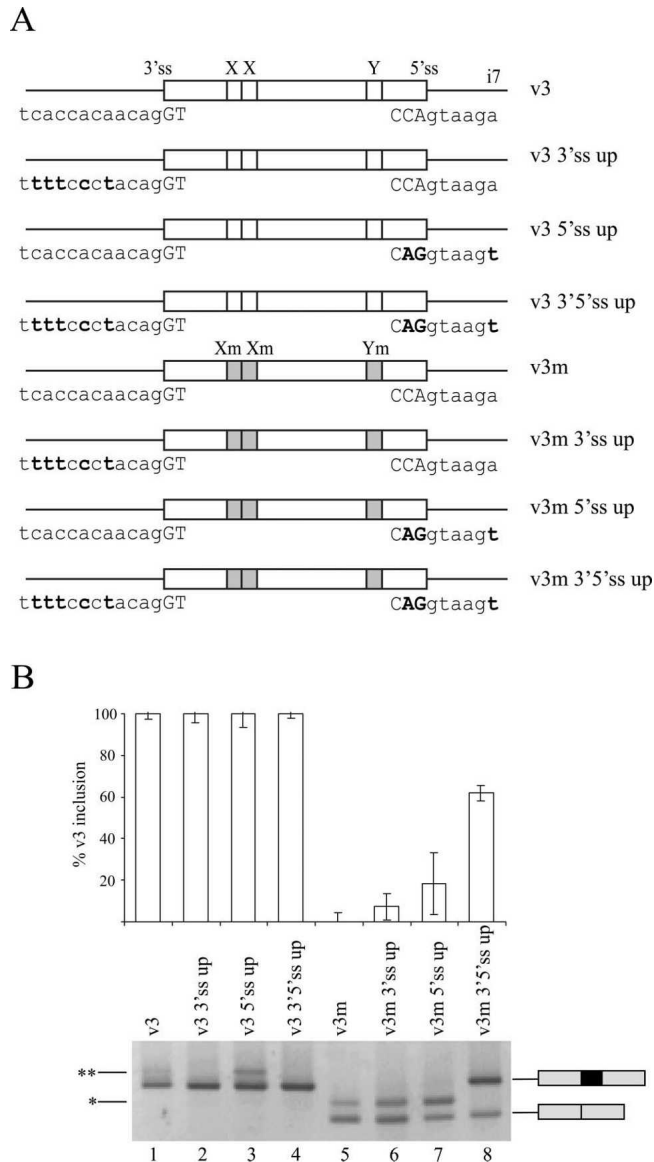 A
3'ss X X Y 5'ss i7
v3
tcaccacaacagGT CCAgtaaga
v3 3'ss up
ttttccctacagGT CCAgtaaga
v3 5'ss up
tcaccacaacagGT CAGgtaagt
v3 3'5'ss up
ttttccctacagGT CAGgtaagt
Xm Xm Ym
v3m
tcaccacaacagGT CCAgtaaga
v3m 3'ss up
ttttccctacagGT CCAgtaaga
v3m 5'ss up
tcaccacaacagGT CAGgtaagt
v3m 3'5'ss up
ttttccctacagGT CAGgtaagt
B
% v3 inclusion
100
80
60
40
20
v3
v3 3'ss up
v3 5'ss up
v3 3'5'ss up
v3m
v3m 3'ss up
v3m 5'ss up
v3m 3'5'ss up
**
*
1 2 3 4 5 6 7 8